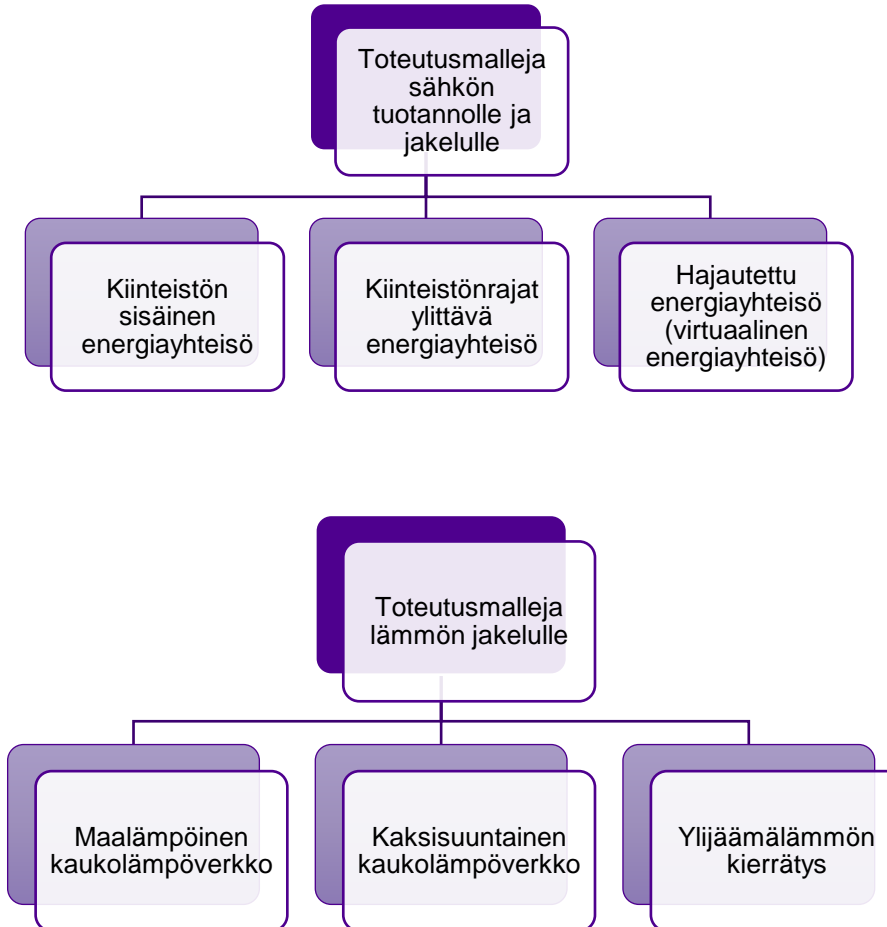 Toteutusmalleja
sähkön
tuotannolle ja
jakelulle
Kiinteistön
sisäinen
energiayhteisö
Kiinteistönrajat
ylittävä
energiayhteisö
Hajautettu
energiayhteisö
(virtuaalinen
energiayhteisö)
Toteutusmalleja
lämmön jakelulle
Maalämpöinen
kaukolämpöverkko
Kaksisuuntainen
kaukolämpöverkko
Ylijäämälämmön
kierrätys